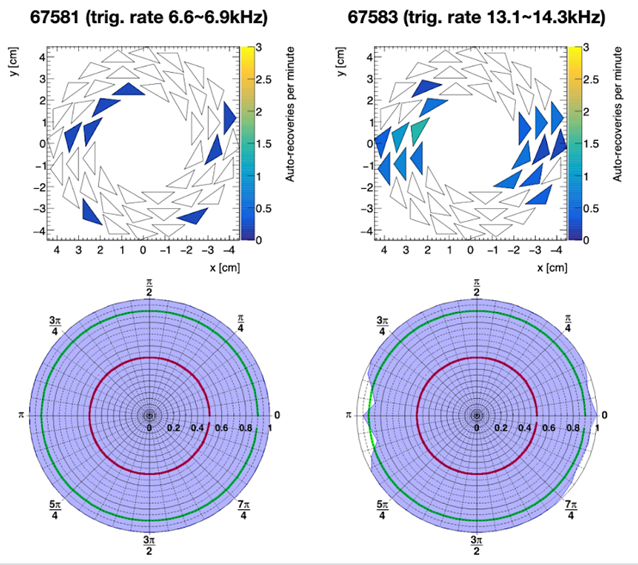 67581 (trig. rate 6.6~6.9kHz)
67583 (trig. rate 13.1~14.3kHz)
y [cm]
4
3
2
1
0
−1
−2
−3
−4
4 3 2 1 0 −1 −2 −3 −4
x [cm]
3
2.5
2
1.5
1
0.5
0
Auto-recoveries per minute
y [cm]
4
3
2
1
0
−1
−2
−3
−4
4 3 2 1 0 −1 −2 −3 −4
x [cm]
3
2.5
2
1.5
1
0.5
0
Auto-recoveries per minute
π
2
3π
4
π
4
π
0 0.2 0.4 0.6 0.8 1
0
5π
4
7π
4
3π
2
π
2
3π
4
π
4
π
0 0.2 0.4 0.6 0.8 1
0
5π
4
7π
4
3π
2